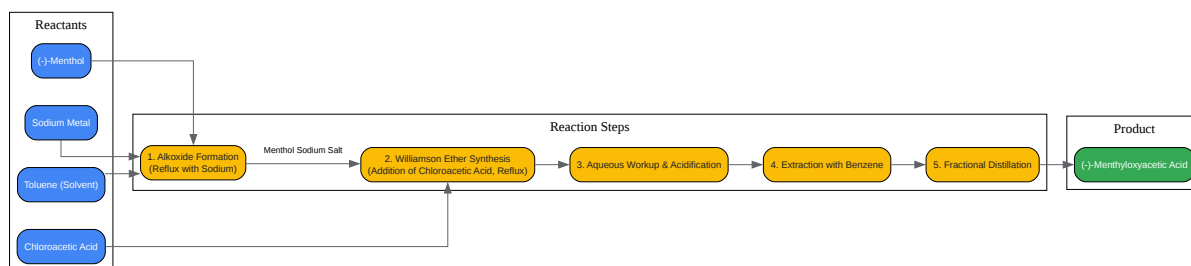 Reactants
(-)-Menthol
Sodium Metal
Toluene (Solvent)
Chloroacetic Acid
Reaction Steps
1. Alkoxide Formation
(Reflux with Sodium)
Menthol Sodium Salt
2. Williamson Ether Synthesis
(Addition of Chloroacetic Acid, Reflux)
3. Aqueous Workup & Acidification
4. Extraction with Benzene
5. Fractional Distillation
Product
(-)-Menthyloxyacetic Acid